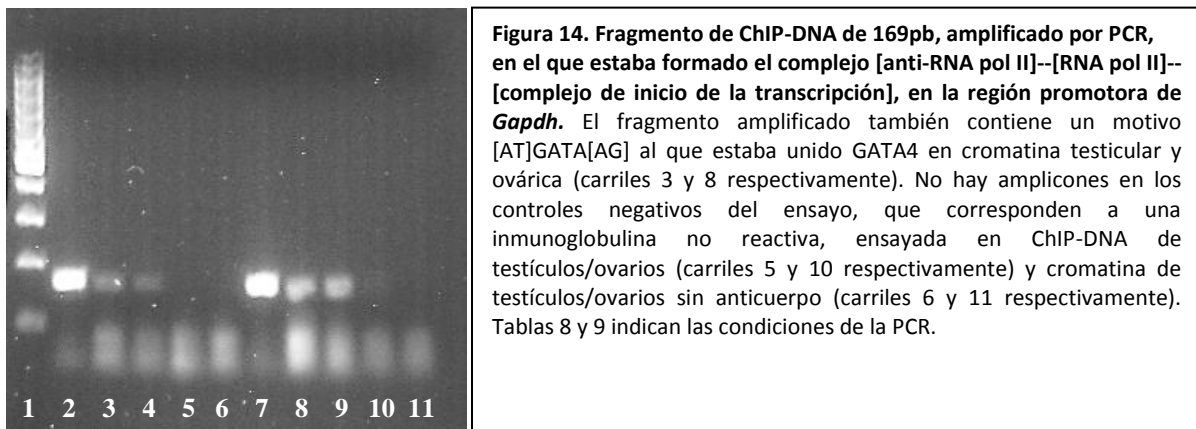 Figura 14. Fragmento de ChIP-DNA de 169pb, amplificado por PCR,
en el que estaba formado el complejo [anti-RNA pol II]--[RNA pol II]--
[complejo de inicio de la transcripción], en la región promotora de
Gapdh. El fragmento amplificado también contiene un motivo
[AT]GATA[AG] al que estaba unido GATA4 en cromatina testicular y
ovárica (carriles 3 y 8 respectivamente). No hay amplicones en los
controles negativos del ensayo, que corresponden a una
inmunoglobulina no reactiva, ensayada en ChIP-DNA de
testículos/ovarios (carriles 5 y 10 respectivamente) y cromatina de
testículos/ovarios sin anticuerpo (carriles 6 y 11 respectivamente).
Tablas 8 y 9 indican las condiciones de la PCR.
1 2 3 4 5 6 7 8 9 10 11